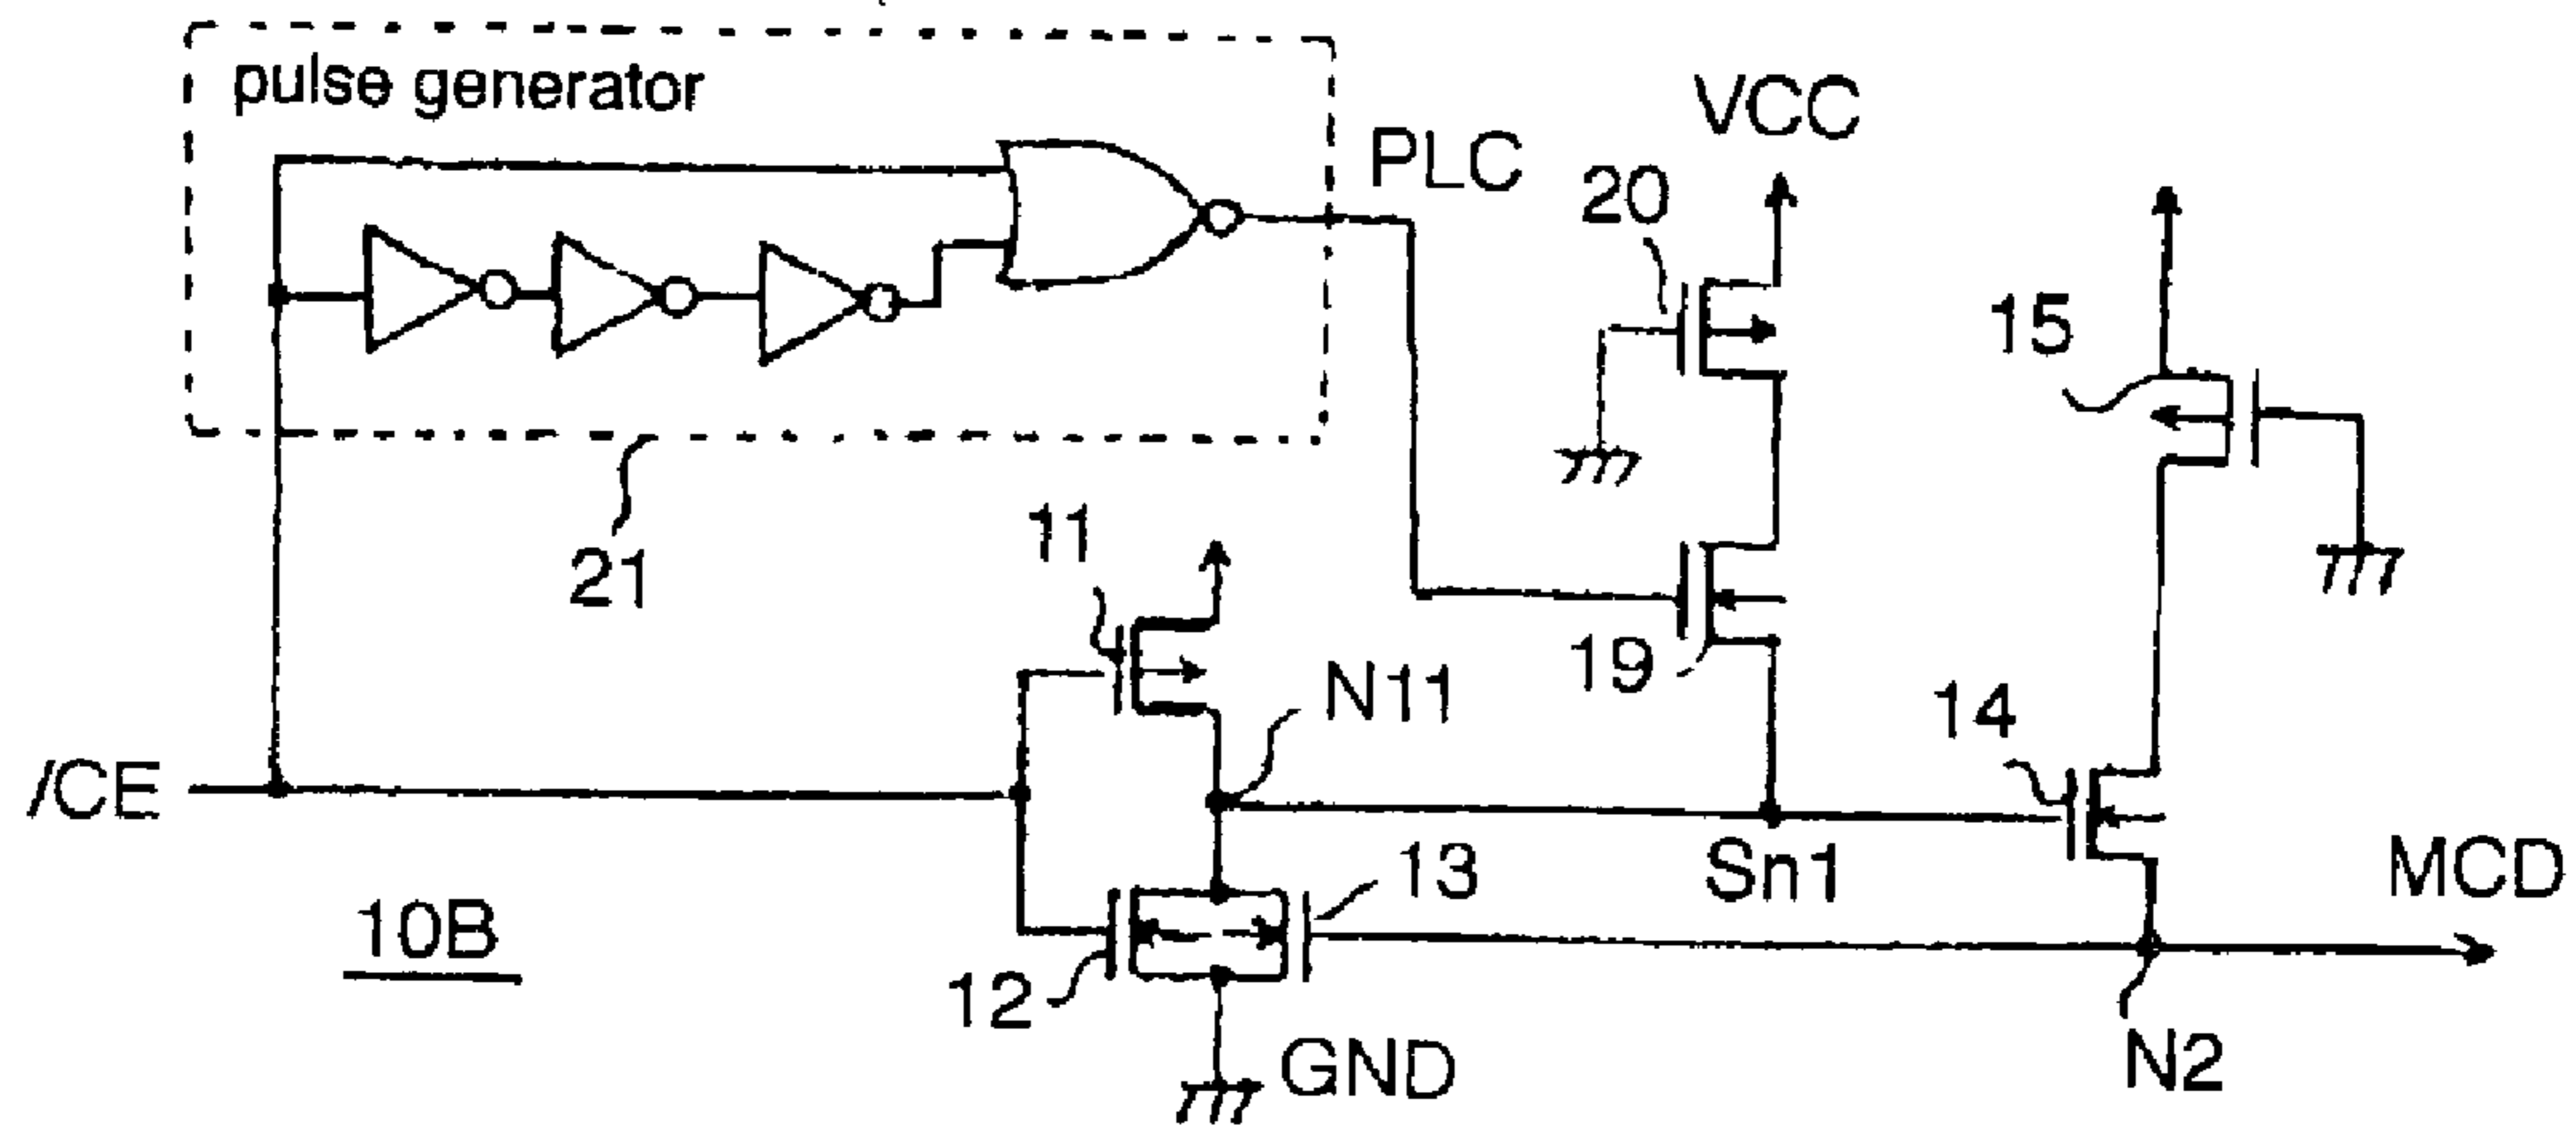 pulse generator
PLC
VCC
20
15
21
11
19
N11
14
/CE
13
Sn1
MCD
10B
12
GND
N2